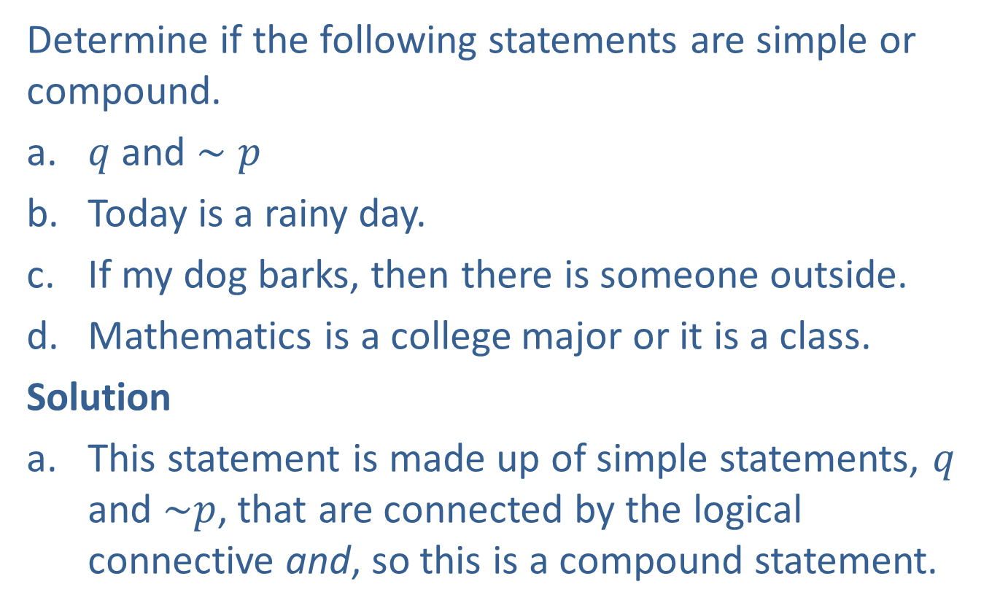 Determine if the following statements are simple or
compound.
a. q and ~ p
b. Today is a rainy day.
c. If my dog barks, then there is someone outside.
d. Mathematics is a college major or it is a class.
Solution
a. This statement is made up of simple statements, q
and ~p, that are connected by the logical
connective and, so this is a compound statement.